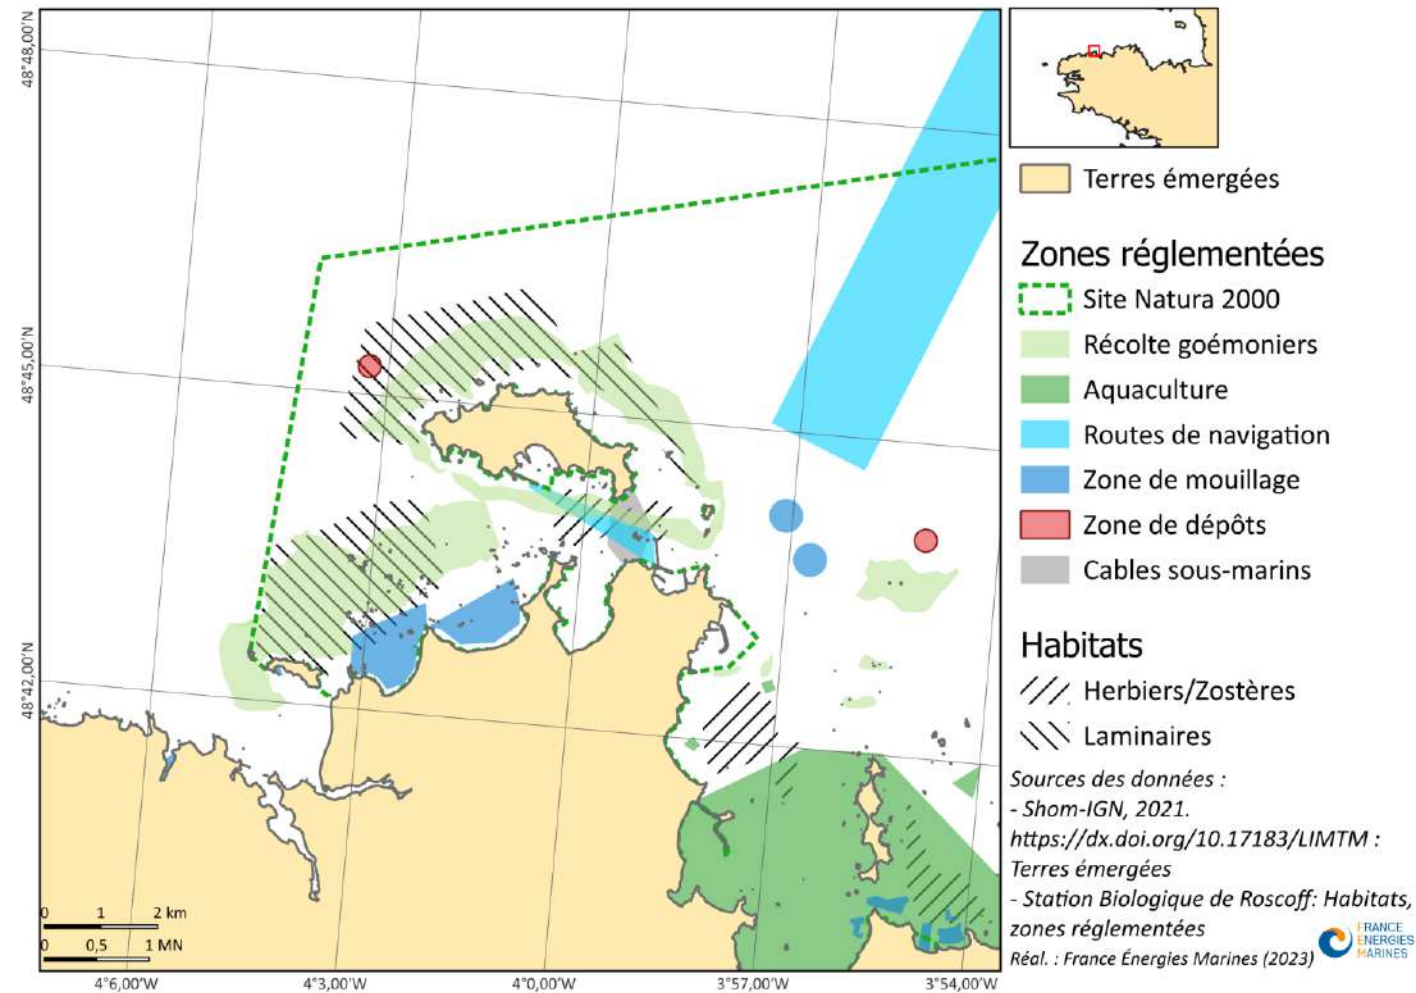 48°48,00'N
48°45,00'N
48°42,00'N
0 1 2 km
0 0,5 1 MN
4°6,00'W 4°3,00'W 4°0,00'W 3°57,00'W 3°54,00'W
Terres émergées
Zones réglementées
Site Natura 2000
Récolte goémoniers
Aquaculture
Routes de navigation
Zone de mouillage
Zone de dépôts
Cables sous-marins
Habitats
Herbiers/Zostères
Laminaires
Sources des données :
- Shom-IGN, 2021.
https://dx.doi.org/10.17183/LIMTM :
Terres émergées
- Station Biologique de Roscoff: Habitats,
zones réglementées
Réal. : France Énergies Marines (2023)
FRANCE
ENERGIES
MARINES